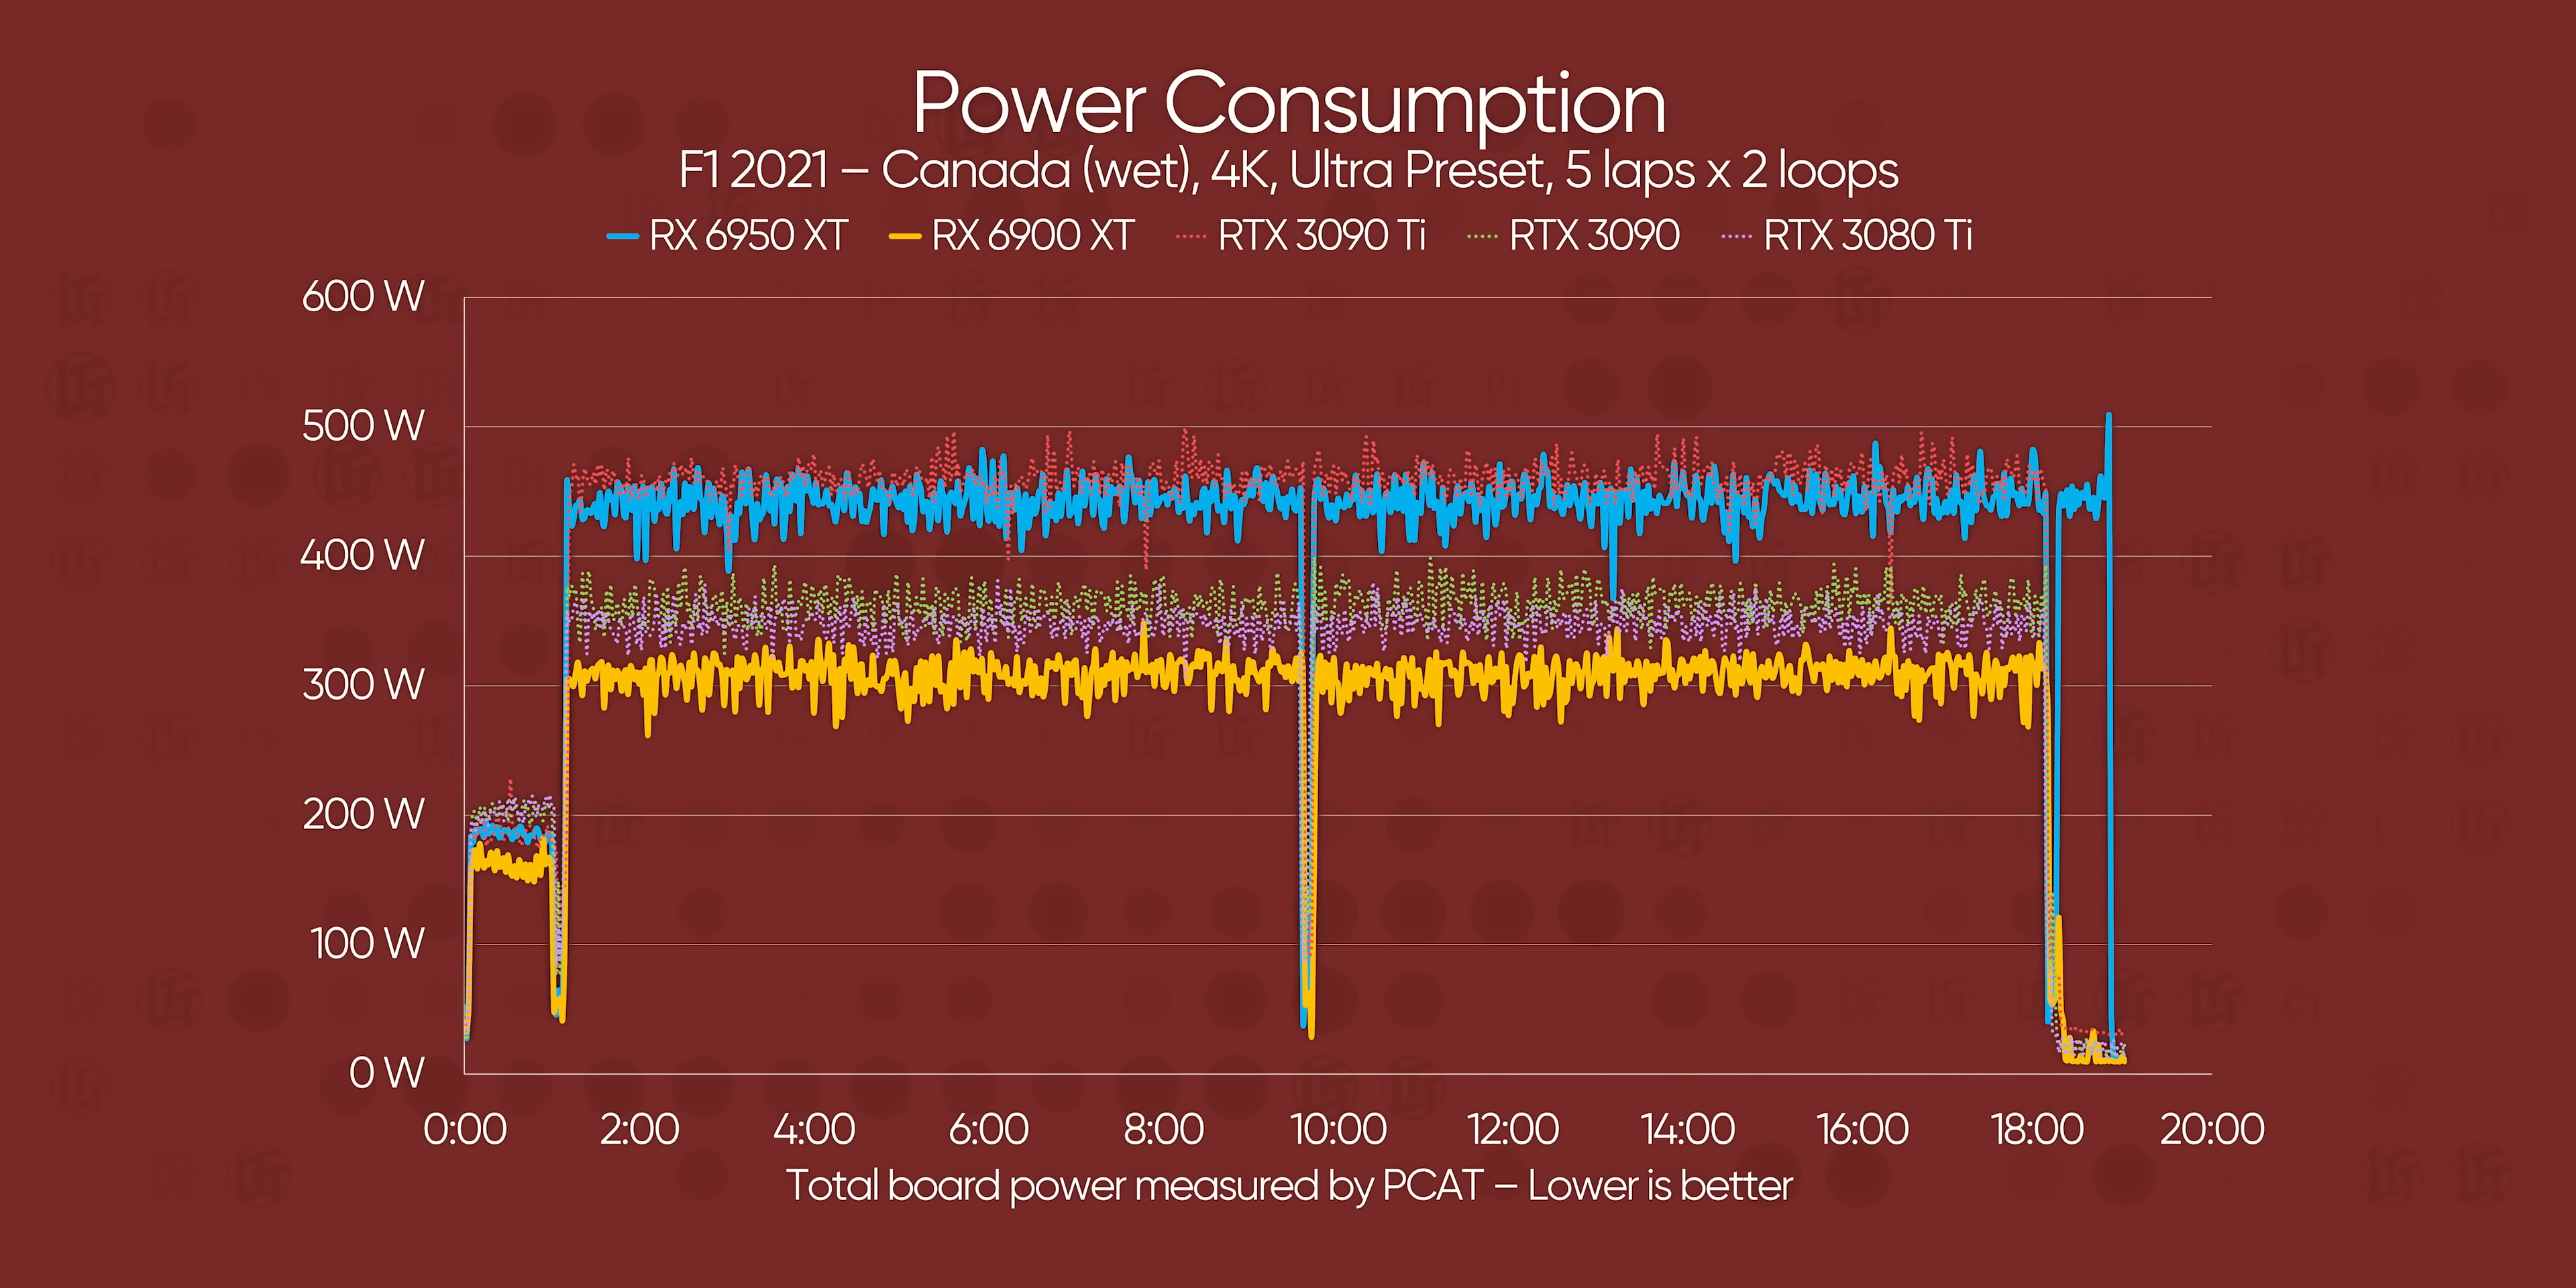 Power Consumption
F1 2021 – Canada (wet), 4K, Ultra Preset, 5 laps x 2 loops
RX 6950 XT RX 6900 XT RTX 3090 Ti RTX 3090 RTX 3080 Ti
600 W
500 W
400 W
300 W
200 W
100 W
0 W
0:00 2:00 4:00 6:00 8:00 10:00 12:00 14:00 16:00 18:00 20:00
Total board power measured by PCAT – Lower is better